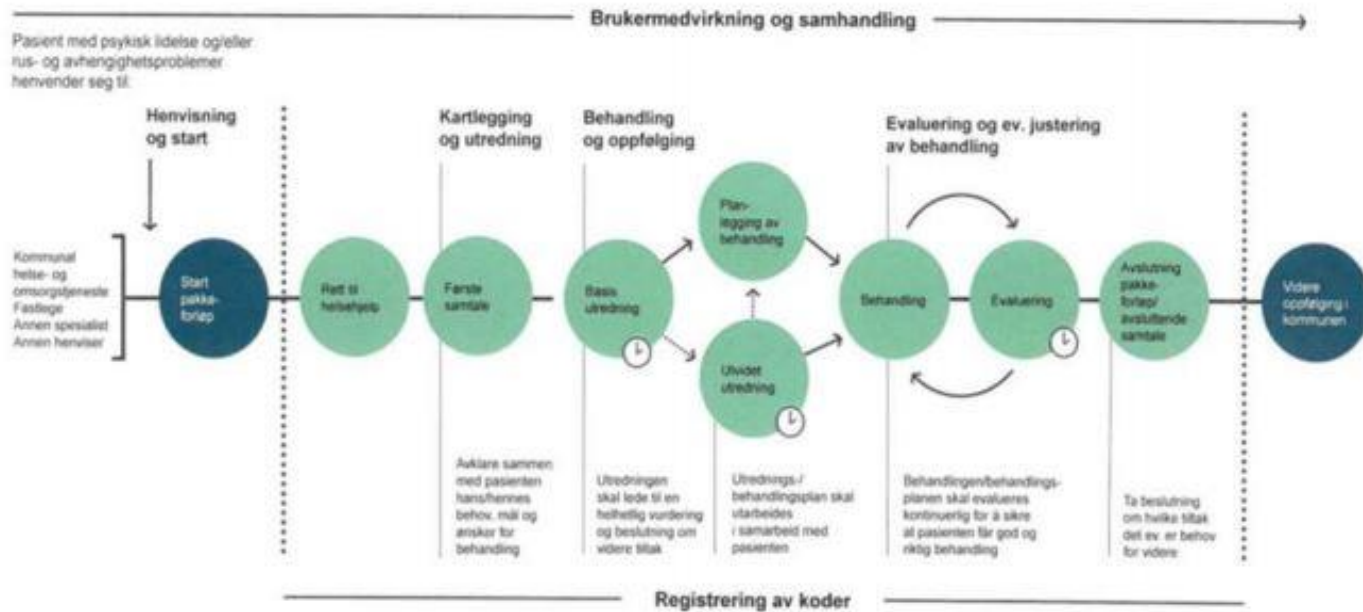 Brukermedvirkning og samhandling
Pasient med psykisk lidelse og/eller
rus- og avhengighetsproblemer
henvender seg til:
Henvisning
og start
Kartlegging
og utredning
Behandling
og oppfølging
Evaluering og ev. justering
av behandling
Kommunal
helse- og
omsorgstjeneste
Fastlege
Annen spesialist
Annen henviser
Start
pakke-
forløp
Rett til
helsehjelp
Første
samtale
Basis
utredning
Plan-
legging av
behandling
Utvidet
utredning
Behandling
Evaluering
Avslutning
pakke-
forløp/
avsluttende
samtale
Videre
oppfølging i
kommunen
Avklare sammen
med pasienten
hans/hennes
behov, mål og
ønsker for
behandling
Utredningen
skal lede til en
helhetlig vurdering
og beslutning om
videre tiltak
Utrednings-/
behandlingsplan skal
utarbeides
i samarbeid med
pasienten
Behandlingen/behandlings-
planen skal evalueres
kontinuerlig for å sikre
at pasienten får god og
riktig behandling
Ta beslutning
om hvilke tiltak
det ev. er behov
for videre
Registrering av koder